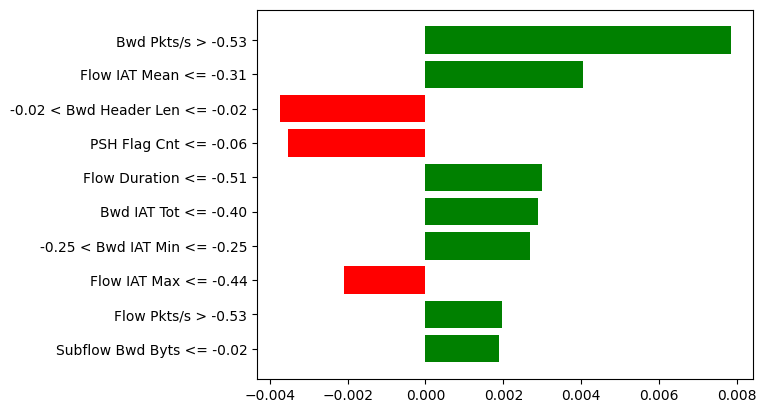 Bwd Pkts/s > -0.53
Flow IAT Mean <= -0.31
-0.02 < Bwd Header Len <= -0.02
PSH Flag Cnt <= -0.06
Flow Duration <= -0.51
Bwd IAT Tot <= -0.40
-0.25 < Bwd IAT Min <= -0.25
Flow IAT Max <= -0.44
Flow Pkts/s > -0.53
Subflow Bwd Byts <= -0.02
−0.004 −0.002 0.000 0.002 0.004 0.006 0.008